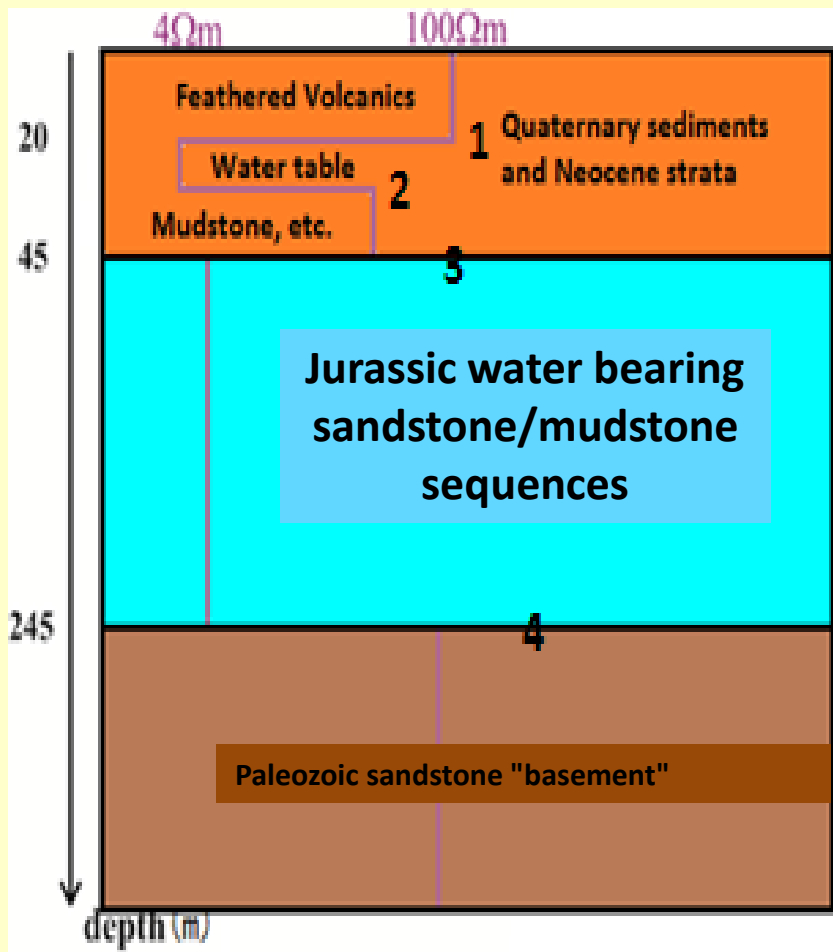 4Ωm 100Ωm
Feathered Volcanics
20
1
Quaternary sediments
and Neocene strata
Water table
2
Mudstone, etc.
45
3
Jurassic water bearing
sandstone/mudstone
sequences
245
4
Paleozoic sandstone "basement"
depth (m)